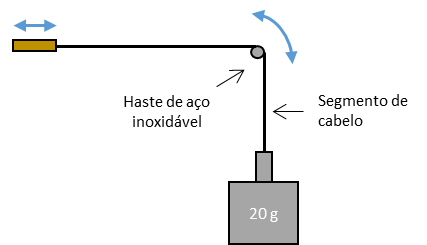 Haste de aço
inoxidável
Segmento de
cabelo
20 g